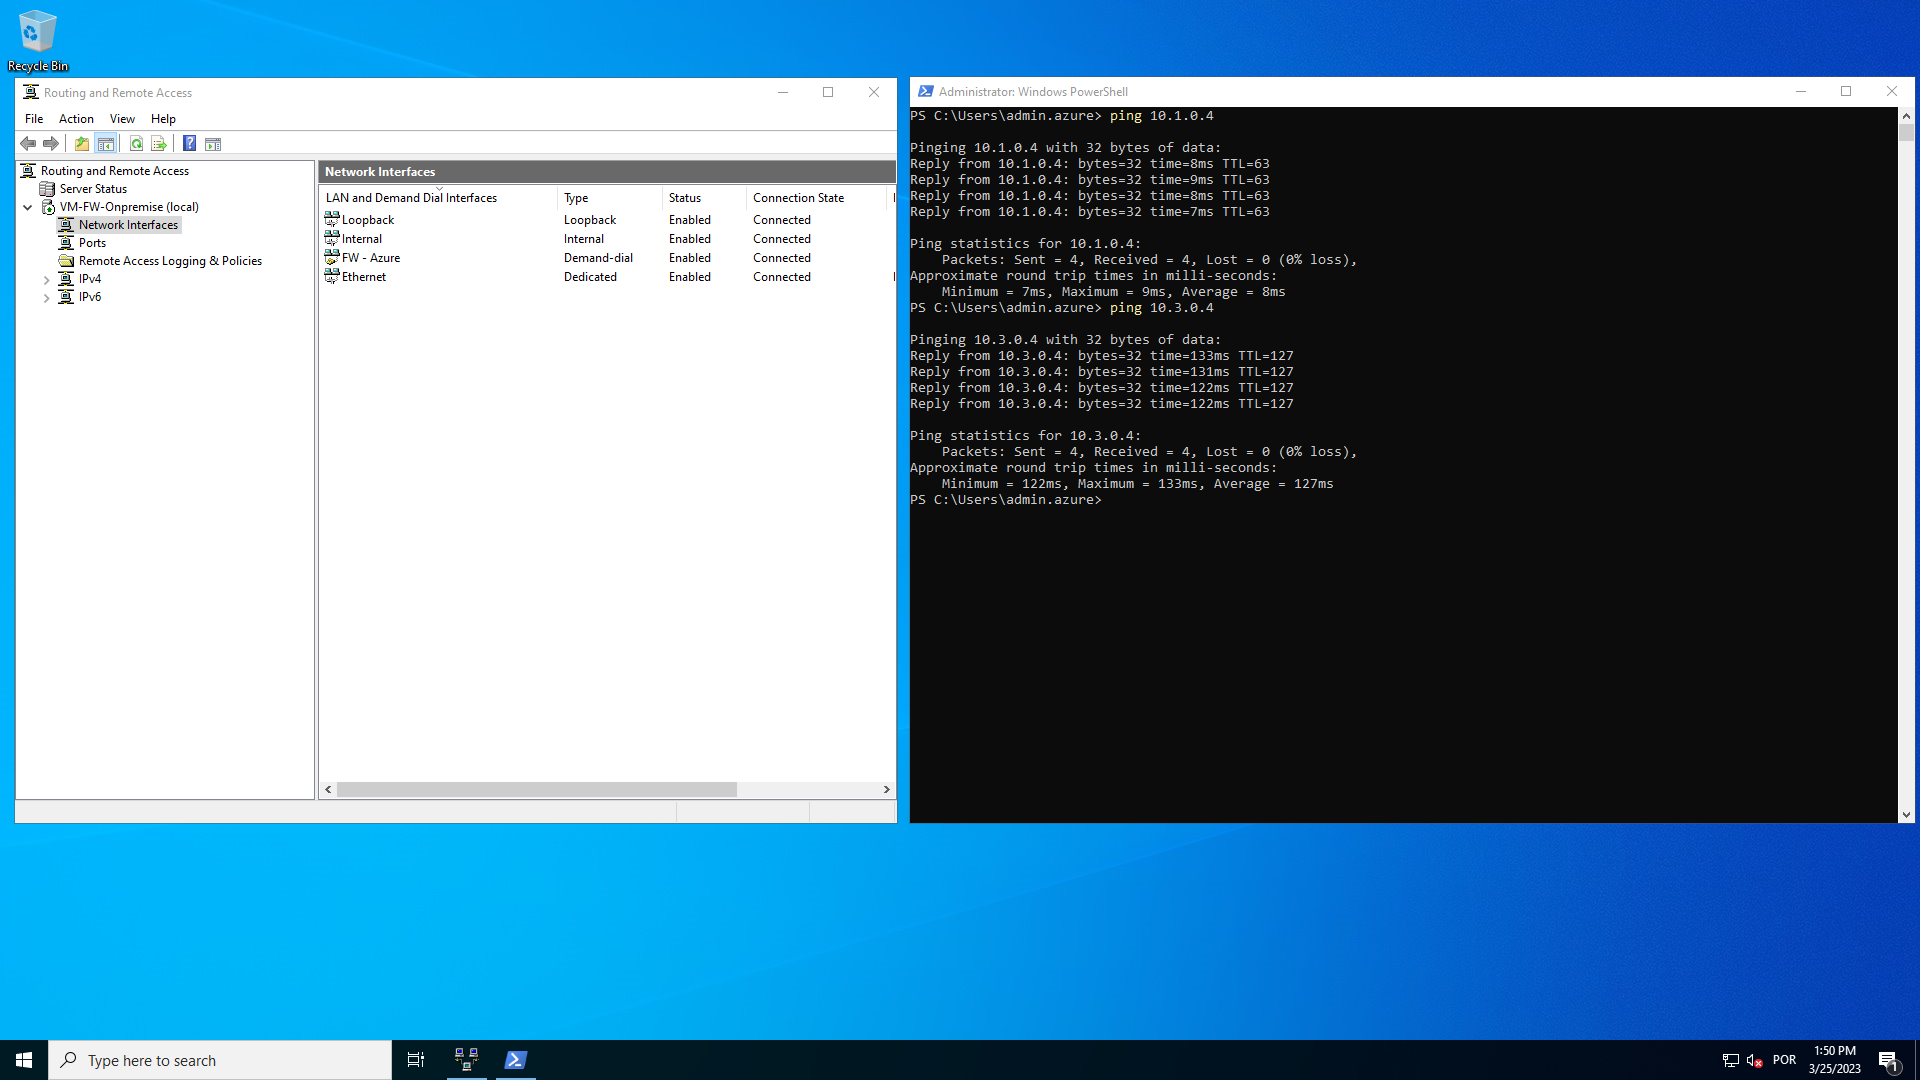 Recycle Bin
Routing and Remote Access
File Action View Help
Routing and Remote Access
Server Status
VM-FW-Onpremise (local)
Network Interfaces
Ports
Remote Access Logging & Policies
IPv4
IPv6
Network Interfaces
LAN and Demand Dial Interfaces Type Status Connection State
Loopback Loopback Enabled Connected
Internal Internal Enabled Connected
FW - Azure Demand-dial Enabled Connected
Ethernet Dedicated Enabled Connected
Administrator: Windows PowerShell
PS C:\Users\admin.azure> ping 10.1.0.4
Pinging 10.1.0.4 with 32 bytes of data:
Reply from 10.1.0.4: bytes=32 time=8ms TTL=63
Reply from 10.1.0.4: bytes=32 time=9ms TTL=63
Reply from 10.1.0.4: bytes=32 time=8ms TTL=63
Reply from 10.1.0.4: bytes=32 time=7ms TTL=63
Ping statistics for 10.1.0.4:
Packets: Sent = 4, Received = 4, Lost = 0 (0% loss),
Approximate round trip times in milli-seconds:
Minimum = 7ms, Maximum = 9ms, Average = 8ms
PS C:\Users\admin.azure> ping 10.3.0.4
Pinging 10.3.0.4 with 32 bytes of data:
Reply from 10.3.0.4: bytes=32 time=133ms TTL=127
Reply from 10.3.0.4: bytes=32 time=131ms TTL=127
Reply from 10.3.0.4: bytes=32 time=122ms TTL=127
Reply from 10.3.0.4: bytes=32 time=122ms TTL=127
Ping statistics for 10.3.0.4:
Packets: Sent = 4, Received = 4, Lost = 0 (0% loss),
Approximate round trip times in milli-seconds:
Minimum = 122ms, Maximum = 133ms, Average = 127ms
PS C:\Users\admin.azure>
Type here to search
POR
1:50 PM
3/25/2023
1